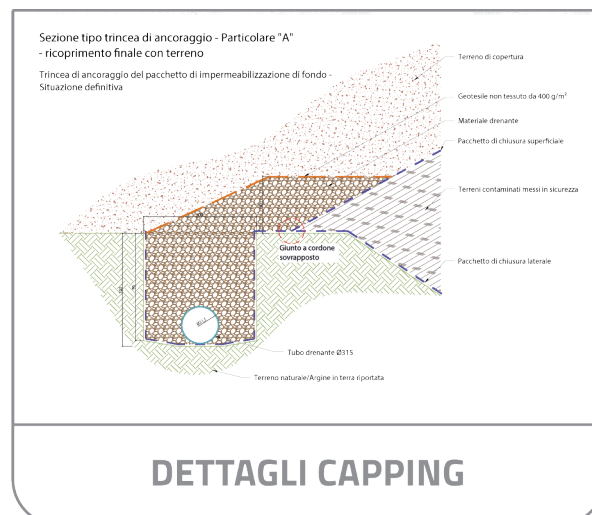 Sezione tipo trincea di ancoraggio - Particolare "A"
- ricoprimento finale con terreno
Trincea di ancoraggio del pacchetto di impermeabilizzazione di fondo -
Situazione definitiva
Terreno di copertura
Geotesile non tessuto da 400 g/m²
Materiale drenante
Pacchetto di chiusura superficiale
Terreni contaminati messi in sicurezza
Giunto a cordone
sovrapposto
Pacchetto di chiusura laterale
Tubo drenante Ø315
Terreno naturale/Argine in terra riportata
DETTAGLI CAPPING